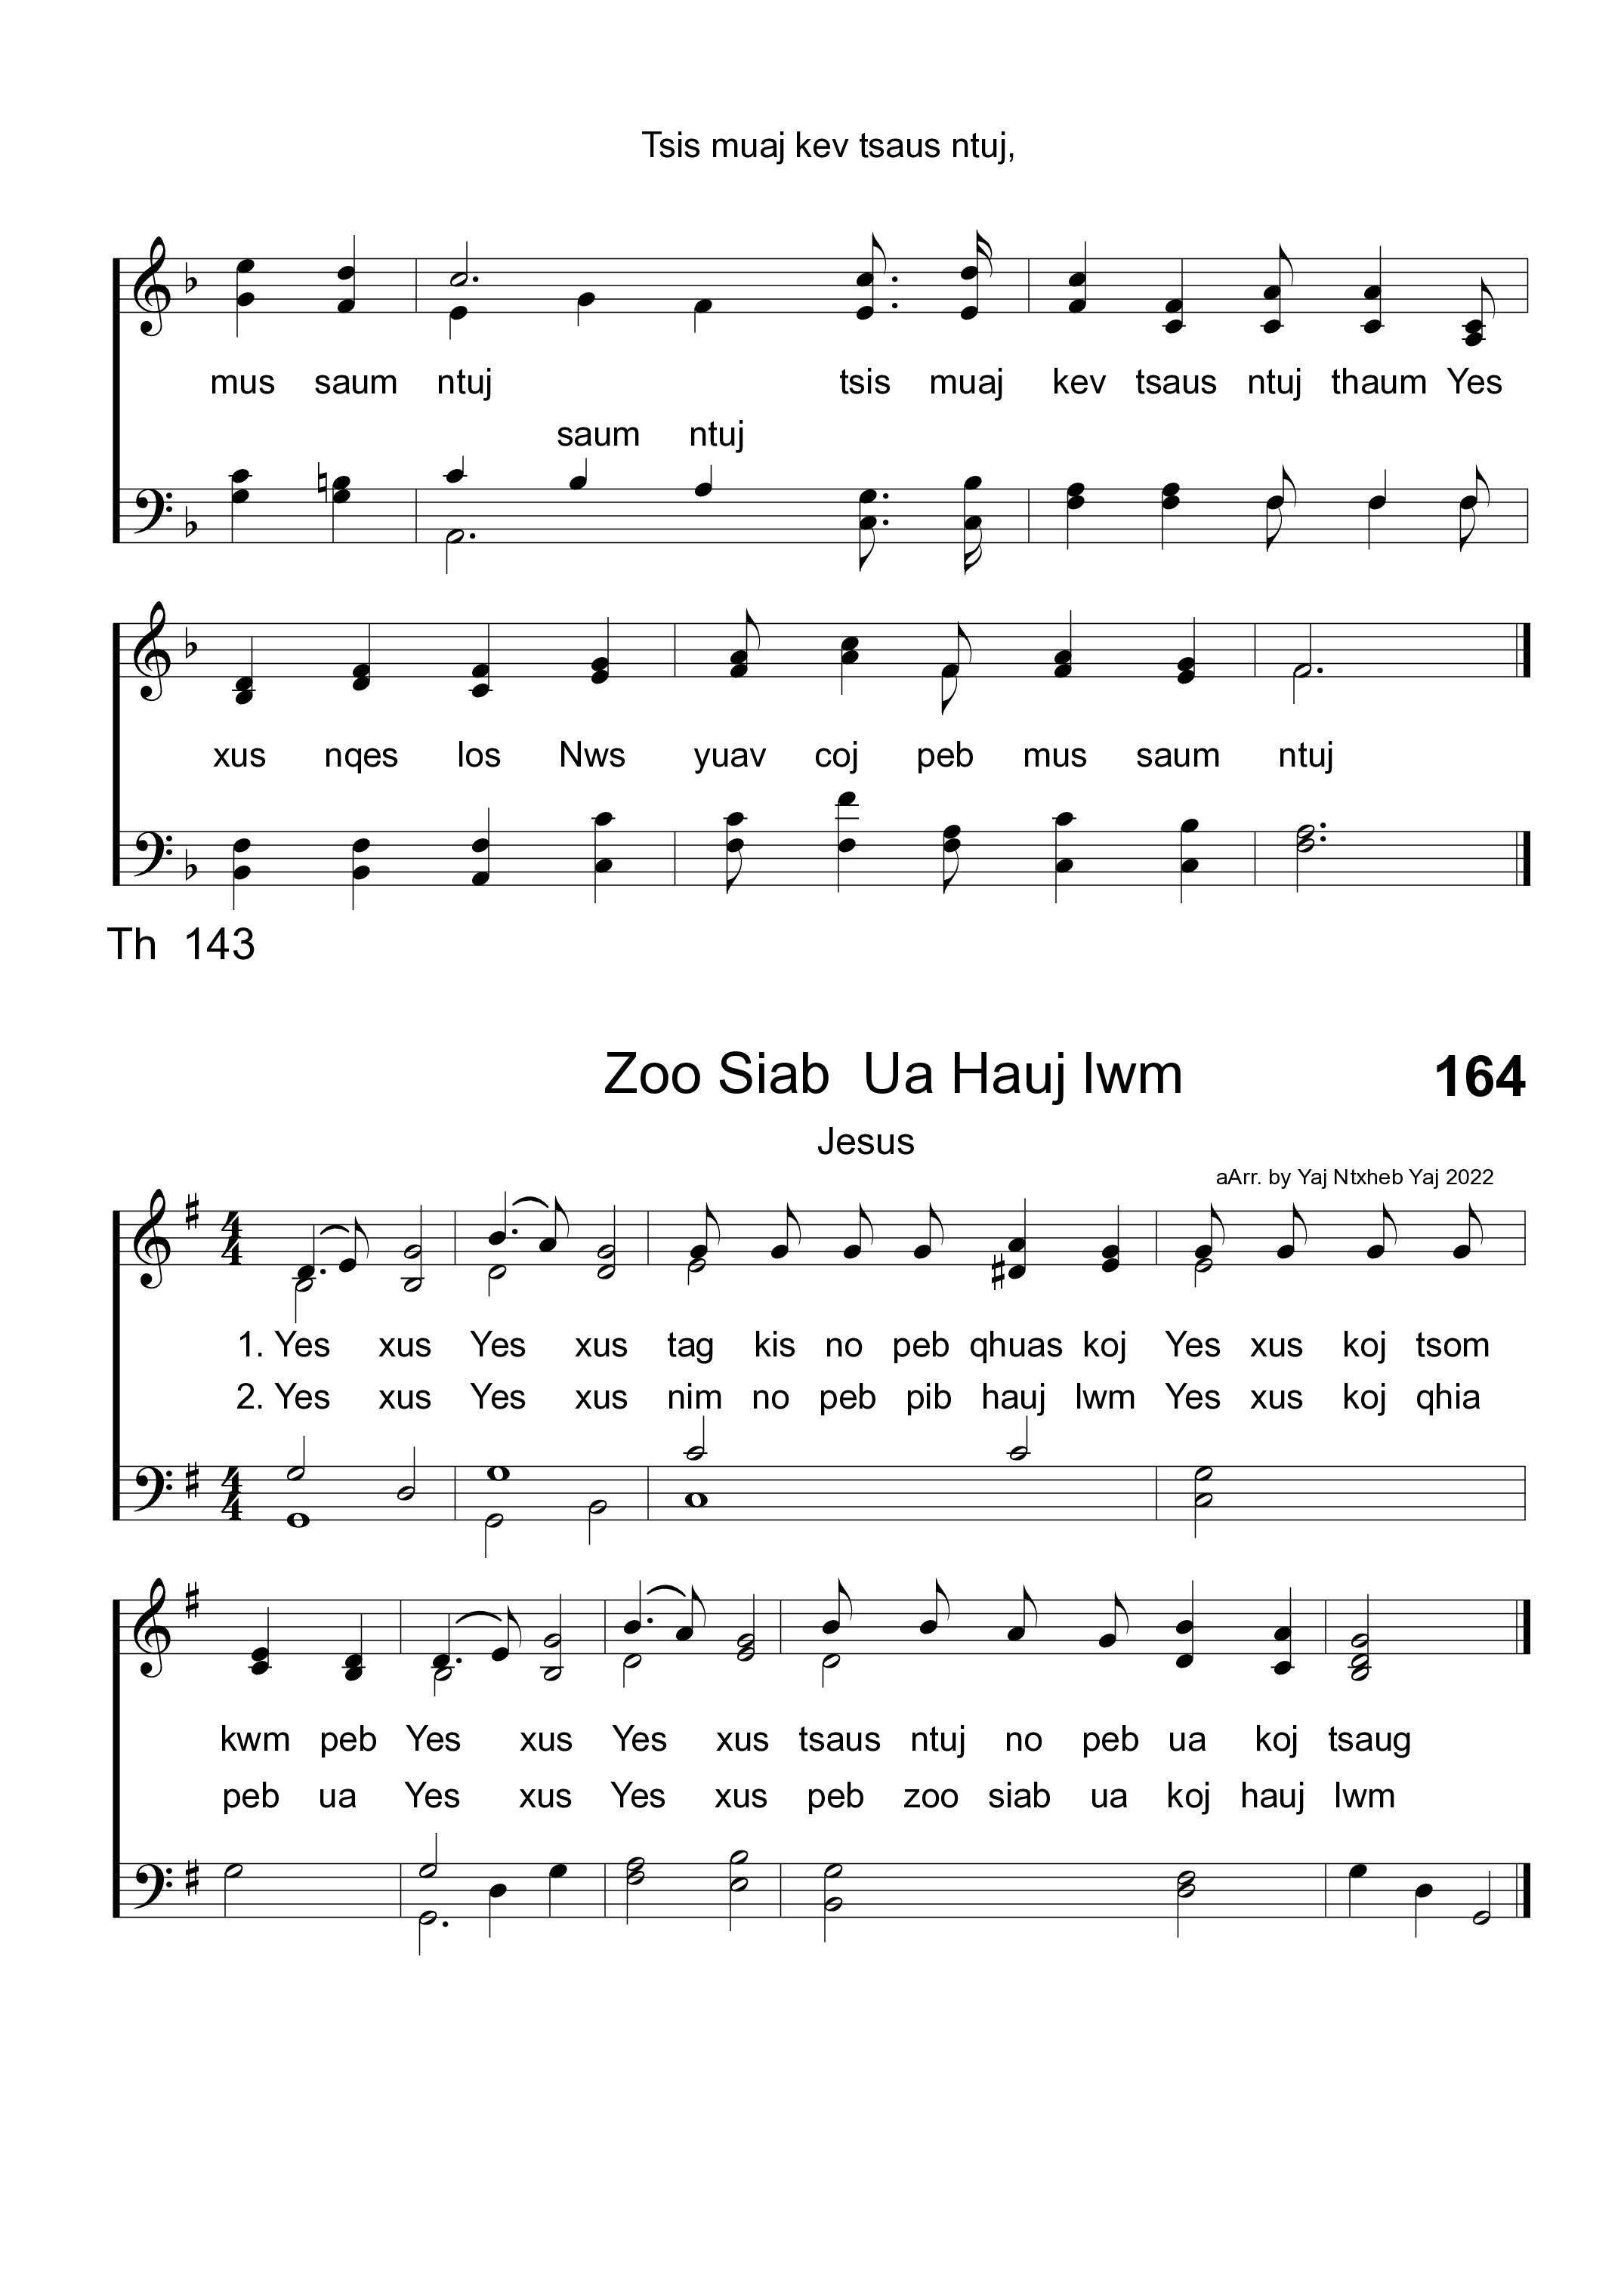 Tsis muaj kev tsaus ntuj,
mus saum ntuj tsis muaj kev tsaus ntuj thaum Yes
saum ntuj
xus nqes los Nws yuav coj peb mus saum ntuj
Th 143
Zoo Siab Ua Hauj lwm 164
Jesus
aArr. by Yaj Ntxheb Yaj 2022
4
4
1. Yes xus Yes xus tag kis no peb qhuas koj Yes xus koj tsom
2. Yes xus Yes xus nim no peb pib hauj lwm Yes xus koj qhia
4
4
kwm peb Yes xus Yes xus tsaus ntuj no peb ua koj tsaug
peb ua Yes xus Yes xus peb zoo siab ua koj hauj lwm